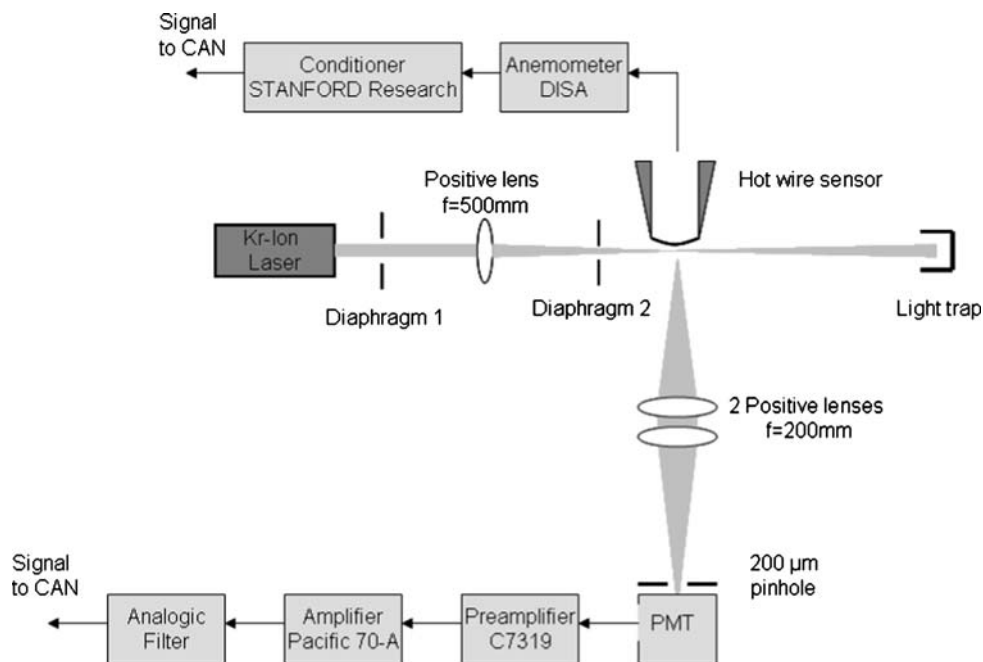 Signal
to CAN
Conditioner
STANFORD Research
Anemometer
DISA
Positive lens
f=500mm
Hot wire sensor
Kr-Ion
Laser
Diaphragm 1
Diaphragm 2
Light trap
2 Positive lenses
f=200mm
200 µm
pinhole
Signal
to CAN
Analogic
Filter
Amplifier
Pacific 70-A
Preamplifier
C7319
PMT